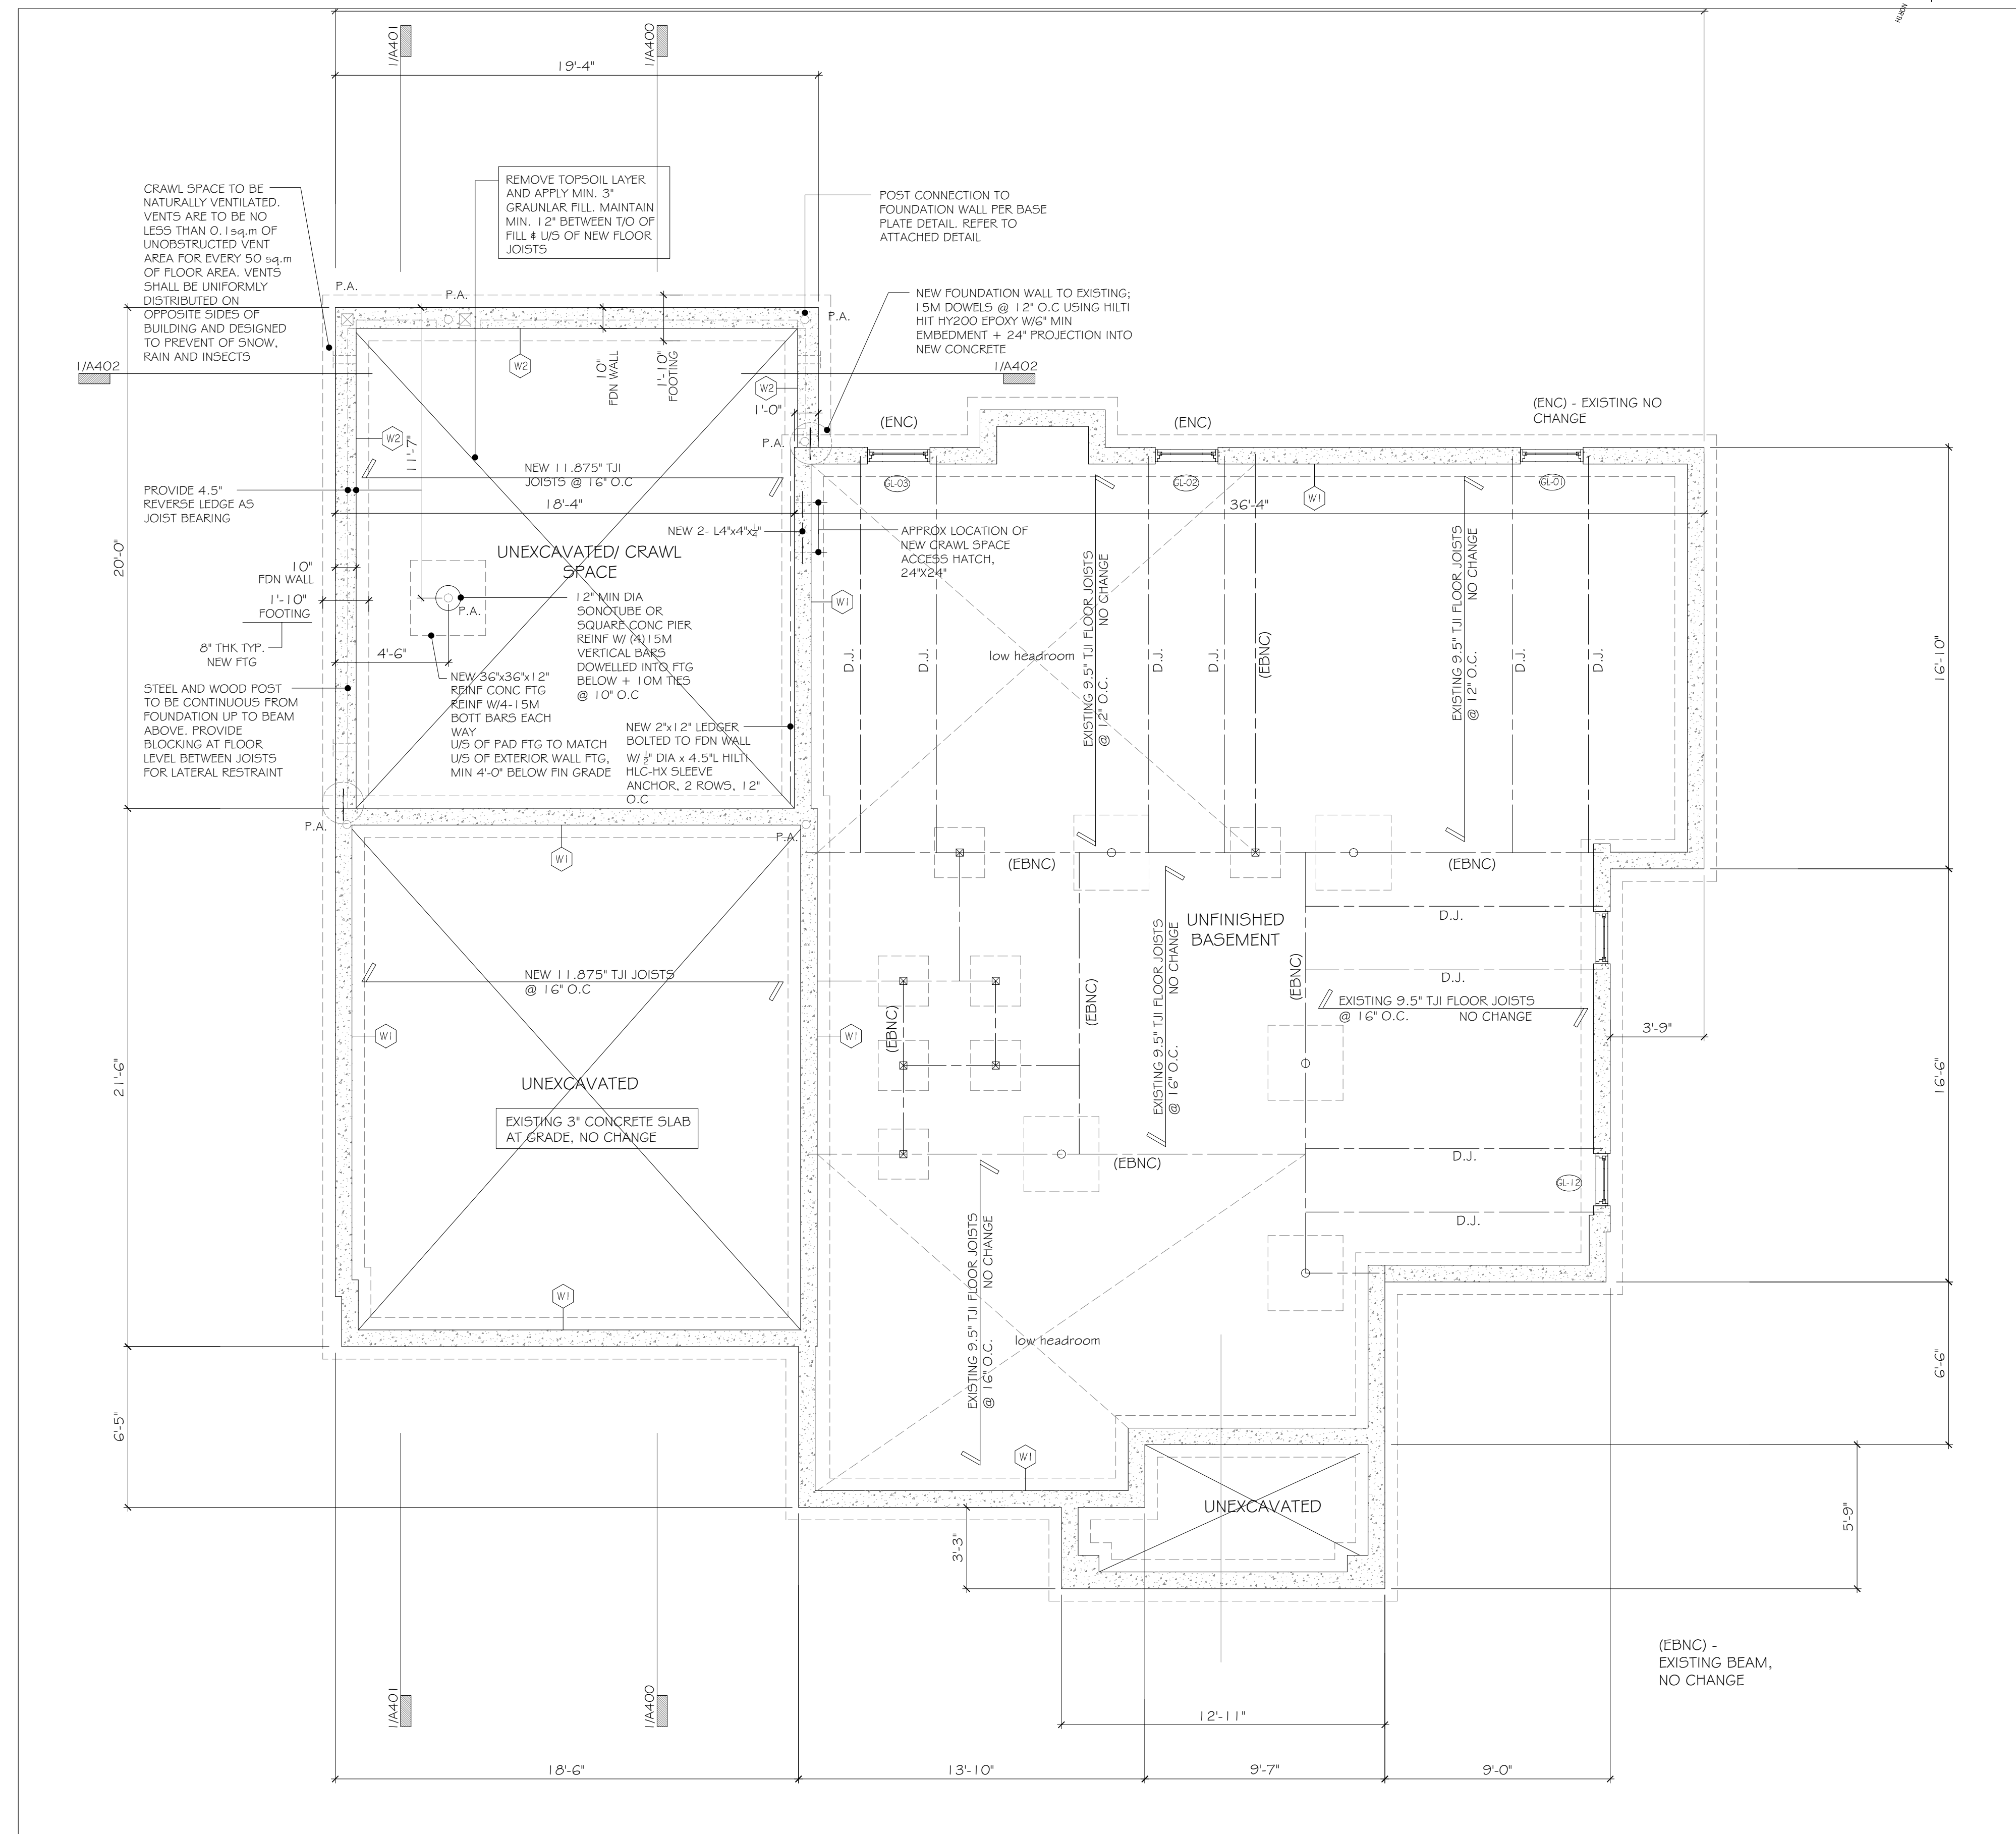 NORTH
1/A401
1/A400
19'-4"
CRAWL SPACE TO BE
NATURALLY VENTILATED.
VENTS ARE TO BE NO
LESS THAN 0.1sq.m OF
UNOBSTRUCTED VENT
AREA FOR EVERY 50 sq.m
OF FLOOR AREA. VENTS
SHALL BE UNIFORMLY
DISTRIBUTED ON
OPPOSITE SIDES OF
BUILDING AND DESIGNED
TO PREVENT OF SNOW,
RAIN AND INSECTS
REMOVE TOPSOIL LAYER
AND APPLY MIN. 3"
GRAUNLAR FILL. MAINTAIN
MIN. 12" BETWEEN T/O OF
FILL & U/S OF NEW FLOOR
JOISTS
POST CONNECTION TO
FOUNDATION WALL PER BASE
PLATE DETAIL. REFER TO
ATTACHED DETAIL
NEW FOUNDATION WALL TO EXISTING;
15M DOWELS @ 12" O.C USING HILTI
HIT HY200 EPOXY W/6" MIN
EMBEDMENT + 24" PROJECTION INTO
NEW CONCRETE
P.A.
P.A.
P.A.
P.A.
1/A402
1/A402
W2
W2
W2
10"
FDN WALL
1'-10"
FOOTING
1'-0"
11'-7"
(ENC)
(ENC)
(ENC) - EXISTING NO
CHANGE
GL-03
GL-02
GL-01
W1
NEW 11.875" TJI
JOISTS @ 16" O.C
PROVIDE 4.5"
REVERSE LEDGE AS
JOIST BEARING
18'-4"
36'-4"
NEW 2- L4"x4"x1/4"
APPROX LOCATION OF
NEW CRAWL SPACE
ACCESS HATCH,
24"X24"
UNEXCAVATED/ CRAWL
SPACE
20'-0"
10"
FDN WALL
1'-10"
FOOTING
8" THK TYP.
NEW FTG
P.A.
12" MIN DIA
SONOTUBE OR
SQUARE CONC PIER
REINF W/ (4)15M
VERTICAL BARS
DOWELLED INTO FTG
BELOW + 10M TIES
@ 10" O.C
W1
4'-6"
NEW 36"x36"x12"
REINF CONC FTG
REINF W/4-15M
BOTT BARS EACH
WAY
U/S OF PAD FTG TO MATCH
U/S OF EXTERIOR WALL FTG,
MIN 4'-0" BELOW FIN GRADE
NEW 2"x12" LEDGER
BOLTED TO FDN WALL
W/ 1/2" DIA x 4.5"L HILTI
HLC-HX SLEEVE
ANCHOR, 2 ROWS, 12"
O.C
STEEL AND WOOD POST
TO BE CONTINUOUS FROM
FOUNDATION UP TO BEAM
ABOVE. PROVIDE
BLOCKING AT FLOOR
LEVEL BETWEEN JOISTS
FOR LATERAL RESTRAINT
D.J.
D.J.
low headroom
EXISTING 9.5" TJI FLOOR JOISTS
@ 12" O.C. NO CHANGE
D.J.
D.J.
(EBNC)
EXISTING 9.5" TJI FLOOR JOISTS
@ 12" O.C. NO CHANGE
D.J.
D.J.
16'-10"
P.A.
P.A.
W1
(EBNC)
(EBNC)
UNFINISHED
BASEMENT
D.J.
D.J.
EXISTING 9.5" TJI FLOOR JOISTS
@ 16" O.C. NO CHANGE
(EBNC)
(EBNC)
(EBNC)
EXISTING 9.5" TJI FLOOR JOISTS
@ 16" O.C. NO CHANGE
3'-9"
16'-6"
NEW 11.875" TJI JOISTS
@ 16" O.C
W1
W1
21'-6"
UNEXCAVATED
EXISTING 3" CONCRETE SLAB
AT GRADE, NO CHANGE
(EBNC)
D.J.
GL-12
D.J.
EXISTING 9.5" TJI FLOOR JOISTS
@ 16" O.C. NO CHANGE
W1
low headroom
6'-6"
6'-5"
W1
UNEXCAVATED
3'-3"
5'-9"
(EBNC) -
EXISTING BEAM,
NO CHANGE
1/A401
1/A400
12'-11"
18'-6"
13'-10"
9'-7"
9'-0"